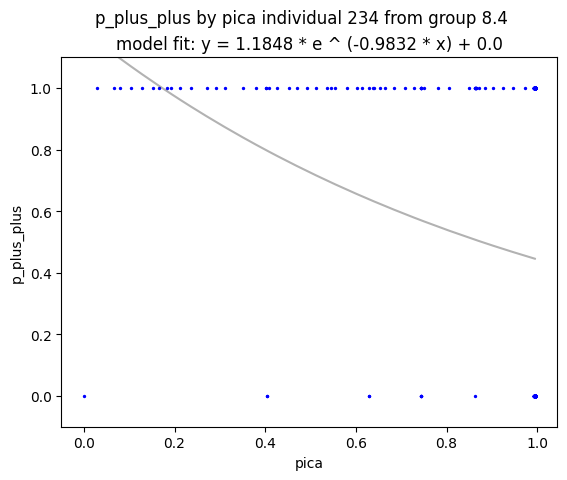 p_plus_plus by pica individual 234 from group 8.4
model fit: y = 1.1848 * e ^ (-0.9832 * x) + 0.0
p_plus_plus
1.0
0.8
0.6
0.4
0.2
0.0
0.0 0.2 0.4 0.6 0.8 1.0
pica